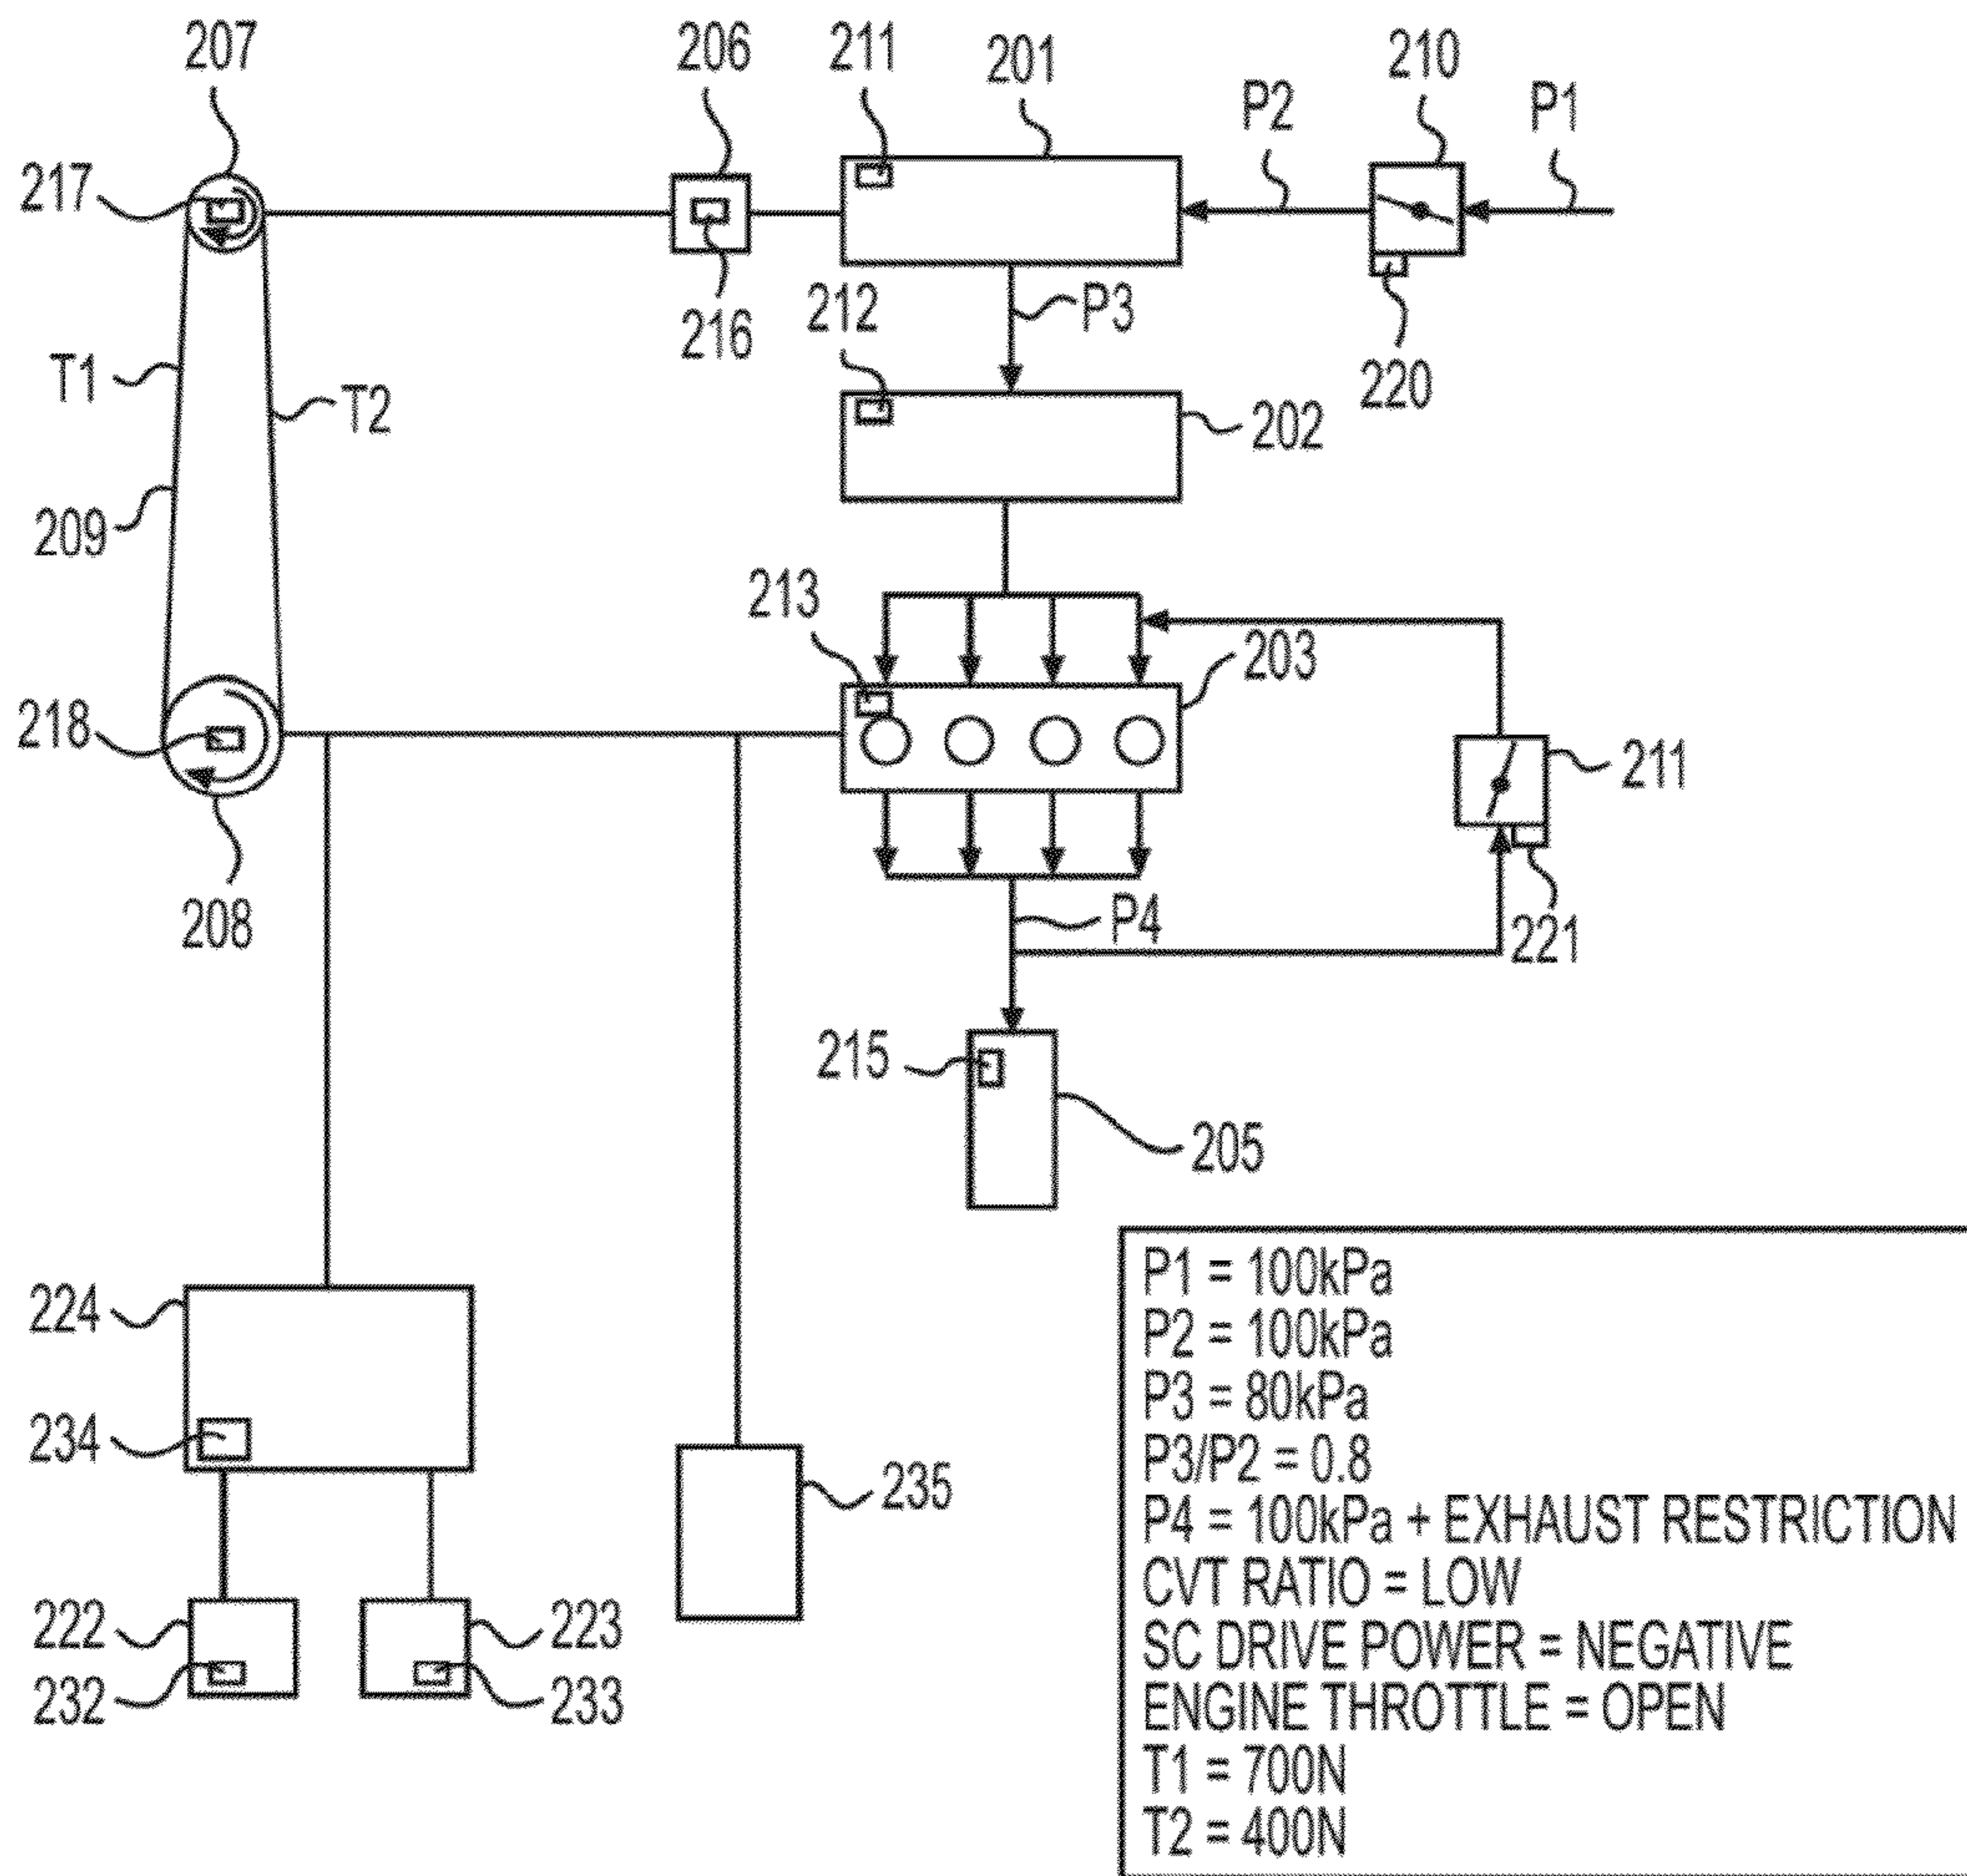 207
206
211
201
210
P2
P1
217
216
212
P3
220
T1
T2
202
209
213
203
218
211
208
P4
221
215
205
224
234
235
222
223
232
233
P1 = 100kPa
P2 = 100kPa
P3 = 80kPa
P3/P2 = 0.8
P4 = 100kPa + EXHAUST RESTRICTION
CVT RATIO = LOW
SC DRIVE POWER = NEGATIVE
ENGINE THROTTLE = OPEN
T1 = 700N
T2 = 400N